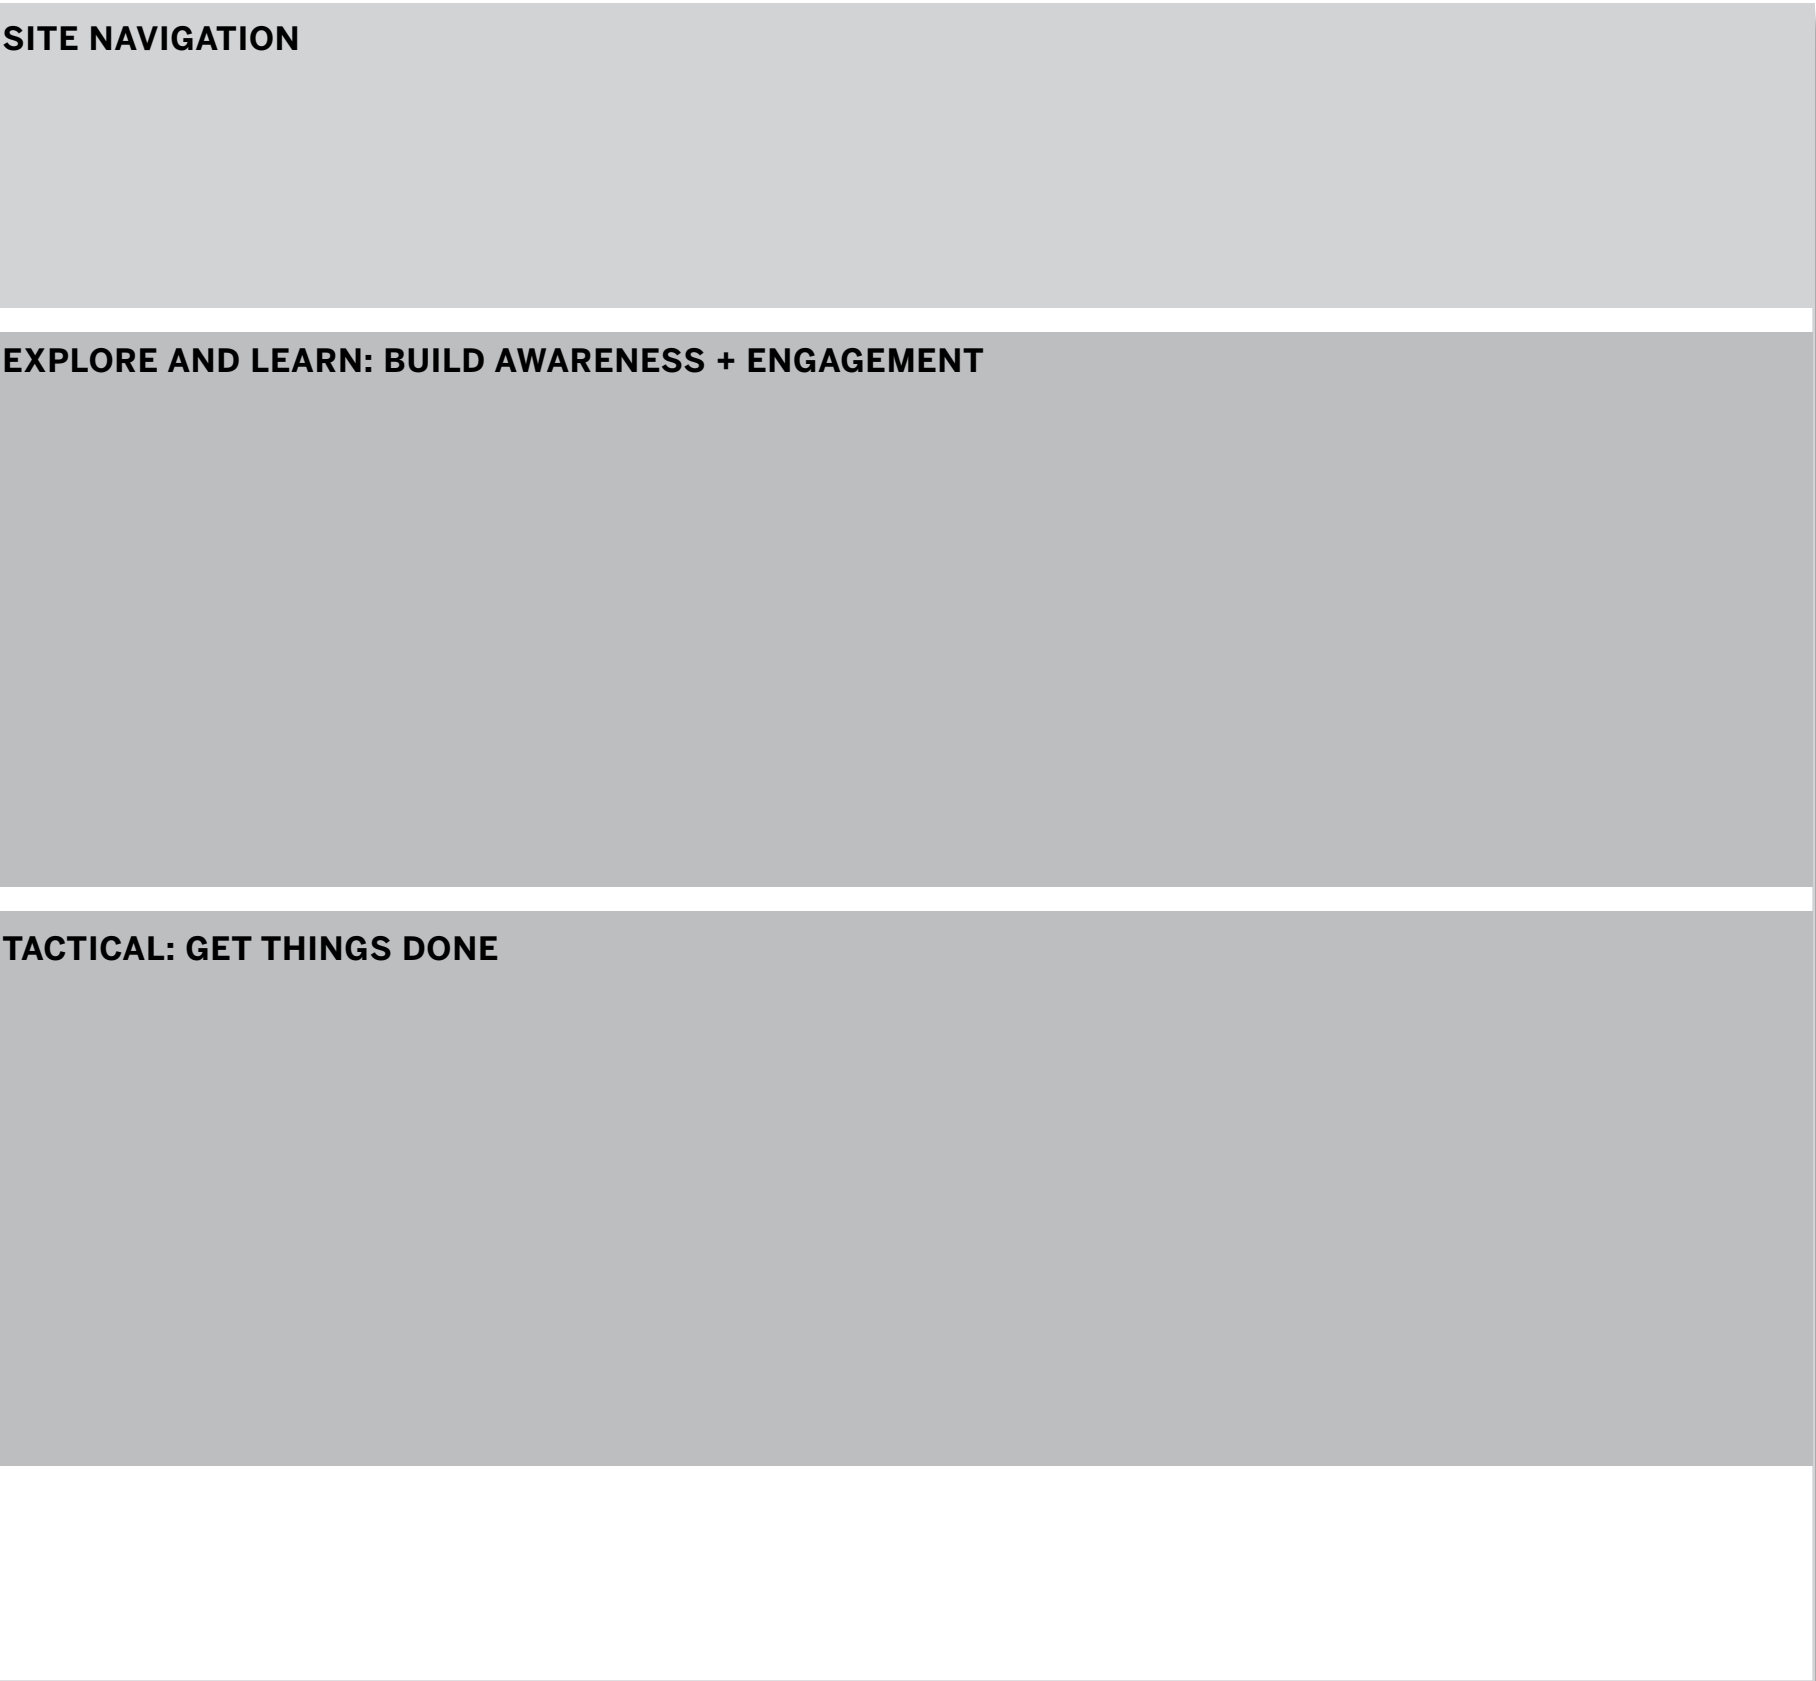 SITE NAVIGATION
EXPLORE AND LEARN: BUILD AWARENESS + ENGAGEMENT
TACTICAL: GET THINGS DONE